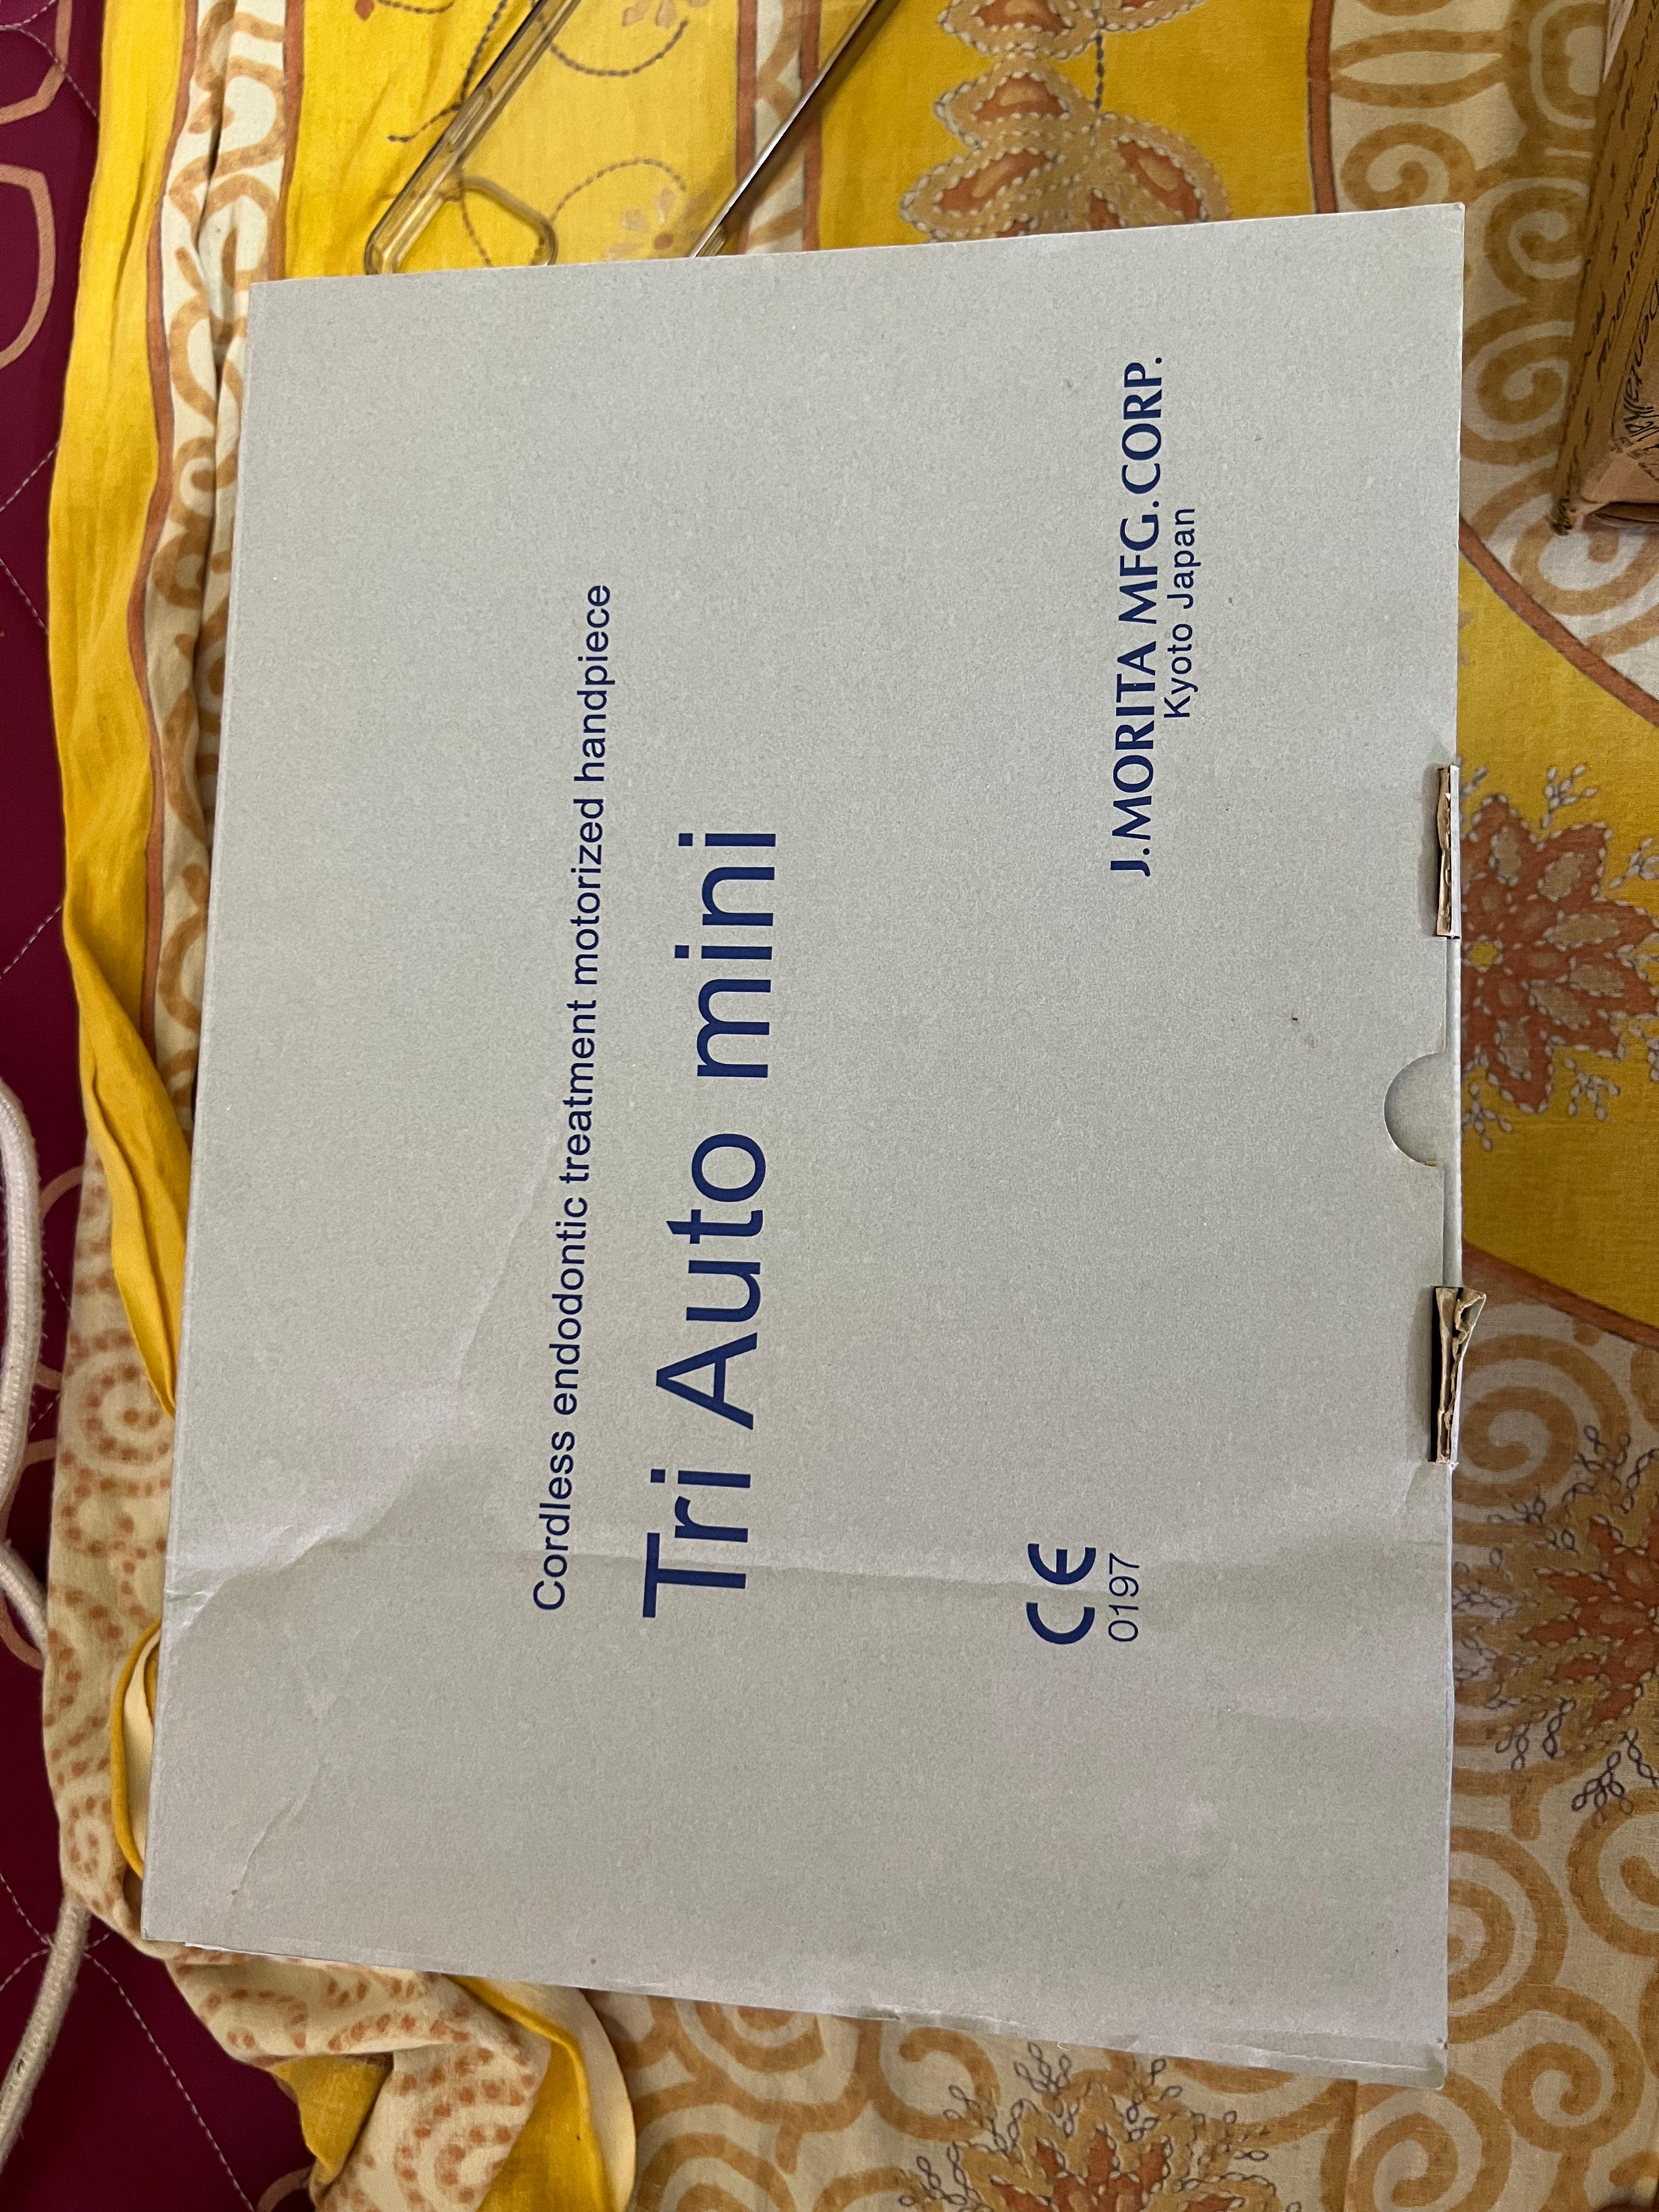 Cordless endodontic treatment motorized handpiece
Tri Auto mini
CE
0197
J.MORITA MFG. CORP.
Kyoto Japan